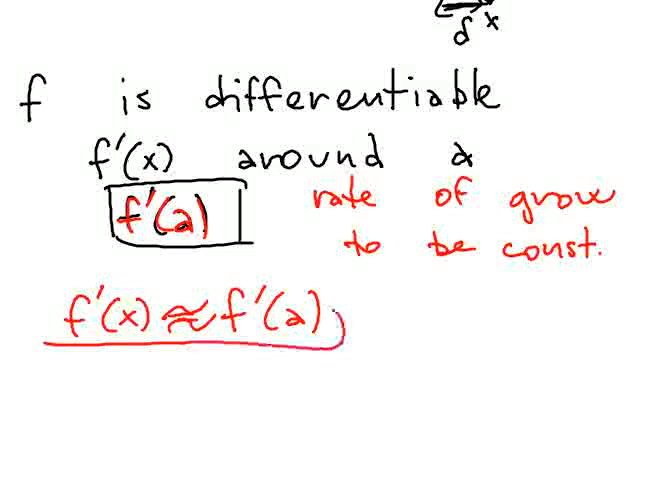 δ x
f is differentiable
f'(x) around a
f'(a) rate of grow
to be const.
f'(x) ≈ f'(a)